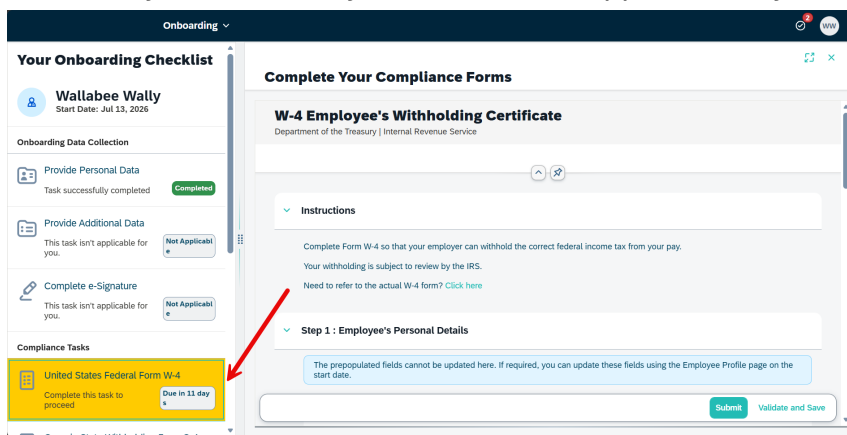 Onboarding
2
WW
Your Onboarding Checklist
Wallabee Wally
Start Date: Jul 13, 2026
Onboarding Data Collection
Provide Personal Data
Task successfully completed
Completed
Provide Additional Data
This task isn't applicable for
you.
Not Applicabl
e
Complete e-Signature
This task isn't applicable for
you.
Not Applicabl
e
Compliance Tasks
United States Federal Form W-4
Complete this task to
proceed
Due in 11 day
s
Complete Your Compliance Forms
W-4 Employee's Withholding Certificate
Department of the Treasury | Internal Revenue Service
Instructions
Complete Form W-4 so that your employer can withhold the correct federal income tax from your pay.
Your withholding is subject to review by the IRS.
Need to refer to the actual W-4 form? Click here
Step 1 : Employee's Personal Details
The prepopulated fields cannot be updated here. If required, you can update these fields using the Employee Profile page on the
start date.
Submit
Validate and Save